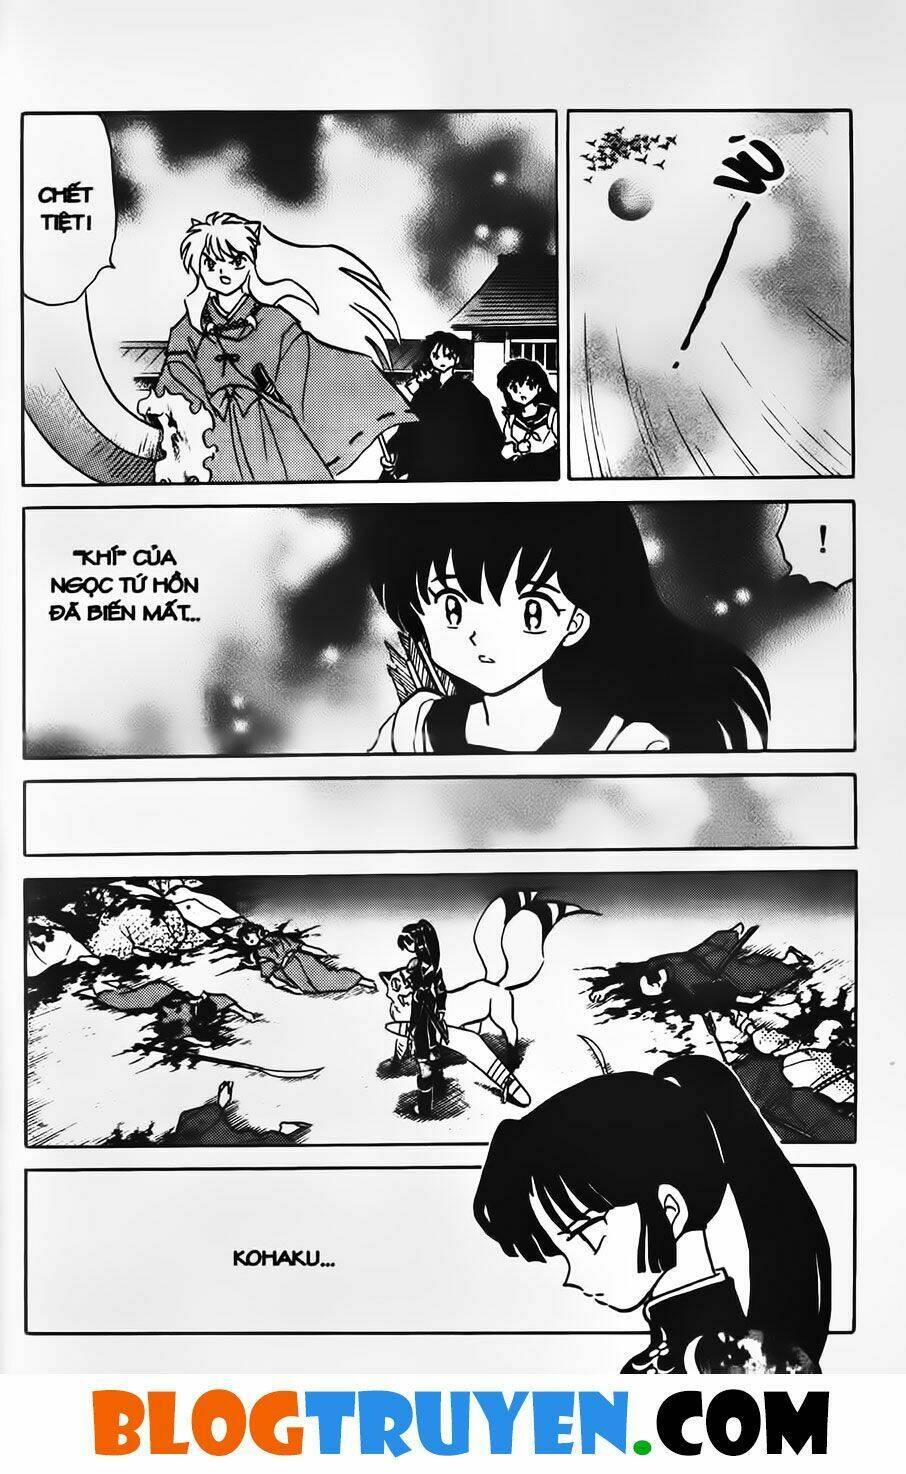 CHẾT
TIỆT!
VÙ
!
"KHÍ" CỦA
NGỌC TỨ HỒN
ĐÃ BIẾN MẤT...
KOHAKU...
BLOGTRUYEN.COM